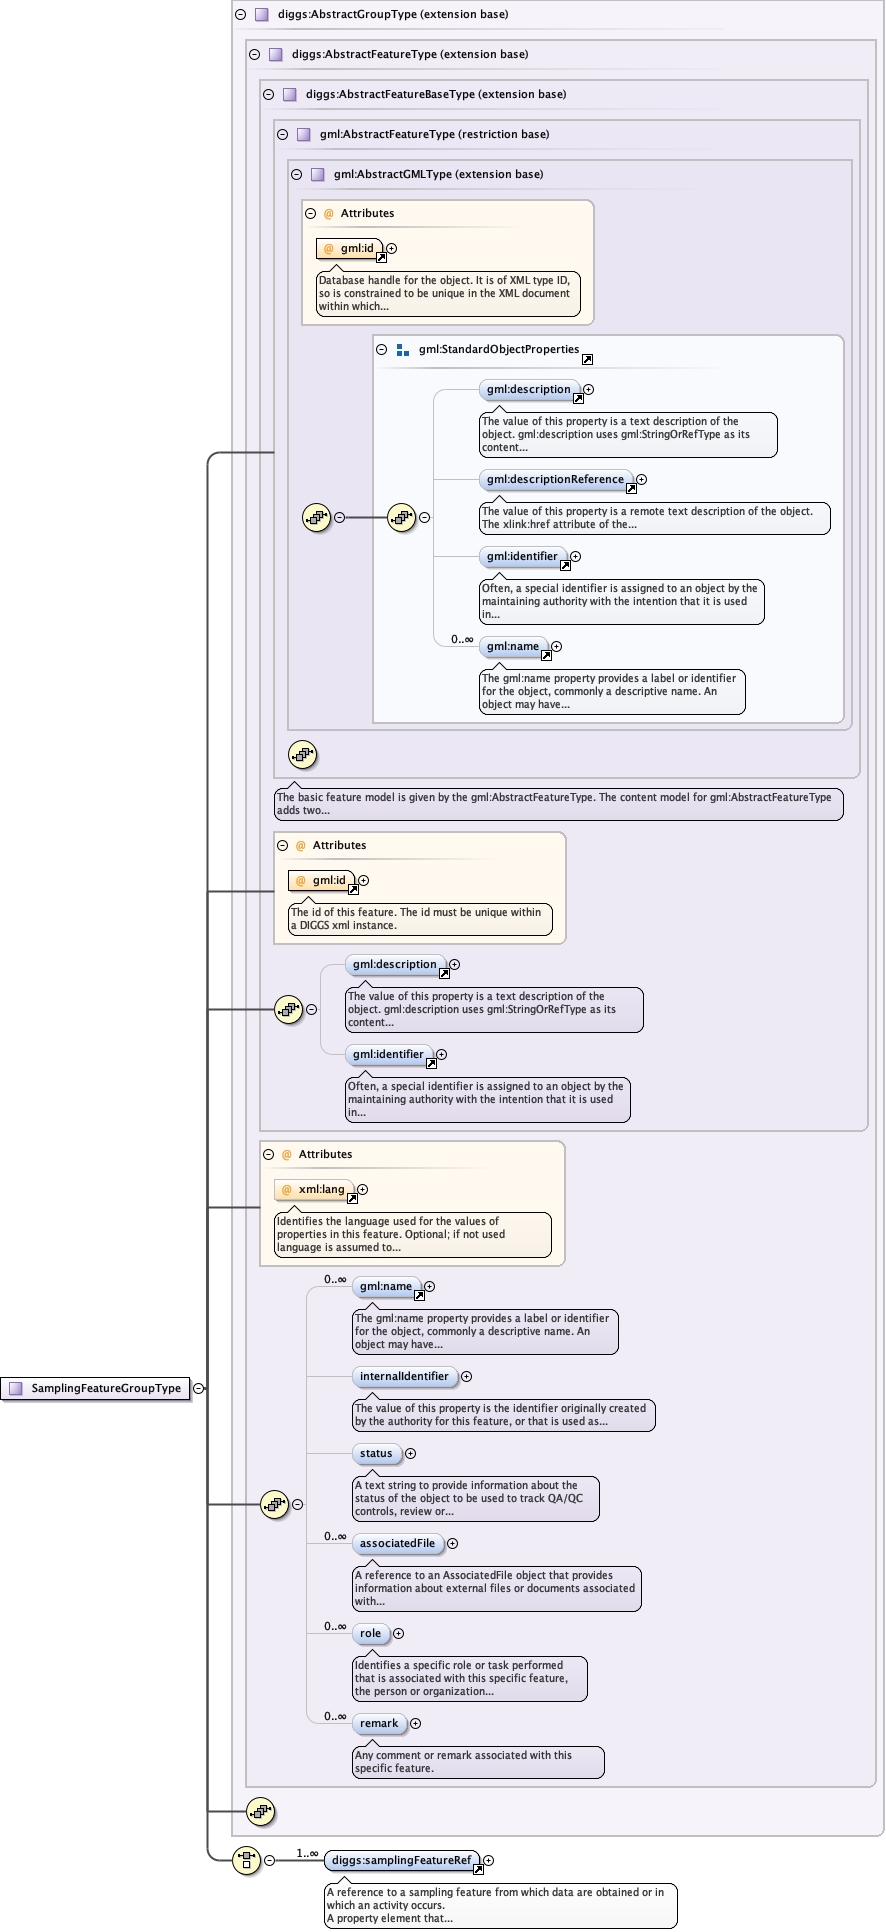 diggs:AbstractGroupType (extension base)
diggs:AbstractFeatureType (extension base)
diggs:AbstractFeatureBaseType (extension base)
gml:AbstractFeatureType (restriction base)
gml:AbstractGMLType (extension base)
@ Attributes
@ gml:id
Database handle for the object. It is of XML type ID,
so is constrained to be unique in the XML document
within which...
gml:StandardObjectProperties
gml:description
The value of this property is a text description of the
object. gml:description uses gml:StringOrRefType as its
content...
gml:descriptionReference
The value of this property is a remote text description of the object.
The xlink:href attribute of the...
gml:identifier
Often, a special identifier is assigned to an object by the
maintaining authority with the intention that it is used
in...
0..∞
gml:name
The gml:name property provides a label or identifier
for the object, commonly a descriptive name. An
object may have...
The basic feature model is given by the gml:AbstractFeatureType. The content model for gml:AbstractFeatureType
adds two...
@ Attributes
@ gml:id
The id of this feature. The id must be unique within
a DIGGS xml instance.
gml:description
The value of this property is a text description of the
object. gml:description uses gml:StringOrRefType as its
content...
gml:identifier
Often, a special identifier is assigned to an object by the
maintaining authority with the intention that it is used
in...
@ Attributes
@ xml:lang
Identifies the language used for the values of
properties in this feature. Optional; if not used
language is assumed to...
0..∞
gml:name
The gml:name property provides a label or identifier
for the object, commonly a descriptive name. An
object may have...
internalIdentifier
SamplingFeatureGroupType
The value of this property is the identifier originally created
by the authority for this feature, or that is used as...
status
A text string to provide information about the
status of the object to be used to track QA/QC
controls, review or...
0..∞
associatedFile
A reference to an AssociatedFile object that provides
information about external files or documents associated
with...
0..∞
role
Identifies a specific role or task performed
that is associated with this specific feature,
the person or organization...
0..∞
remark
Any comment or remark associated with this
specific feature.
1..∞
diggs:samplingFeatureRef
A reference to a sampling feature from which data are obtained or in
which an activity occurs.
A property element that...